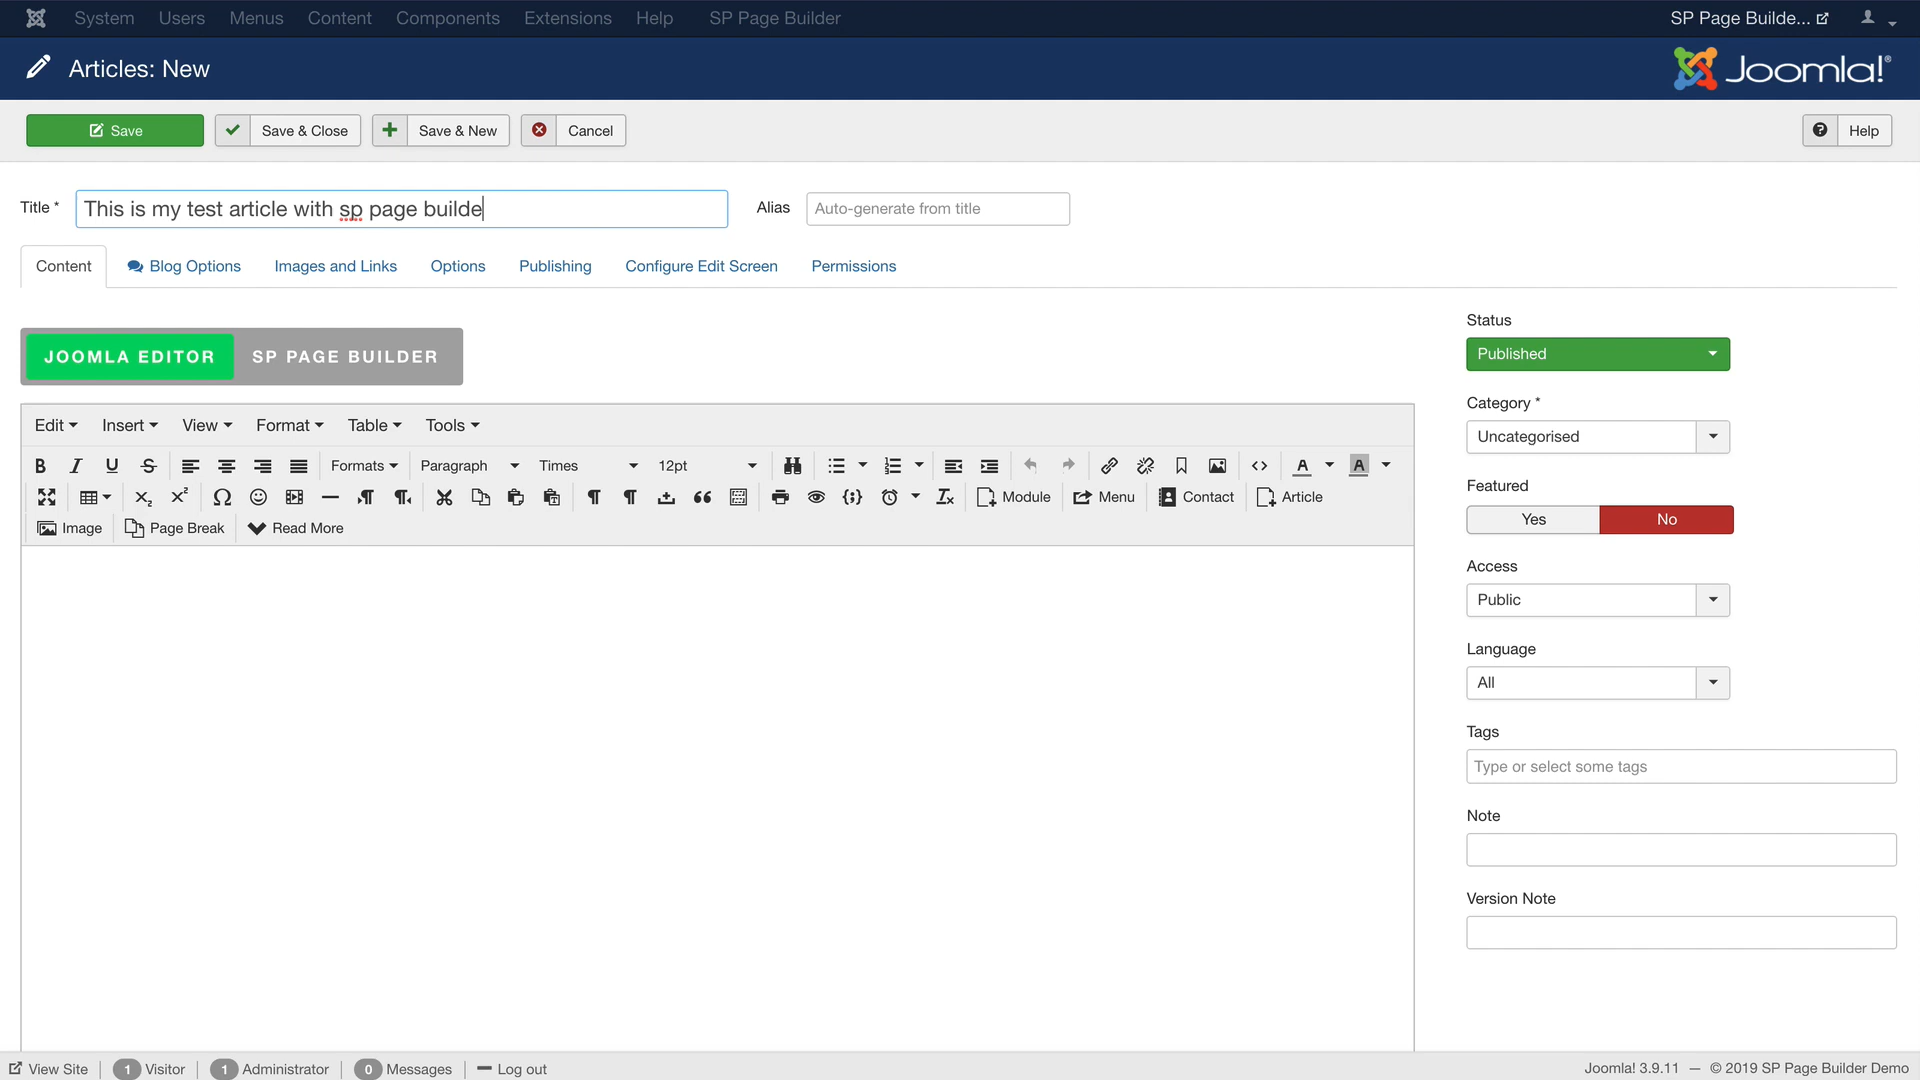 System Users Menus Content Components Extensions Help SP Page Builder SP Page Builde...
Articles: New Joomla!®
Save Save & Close Save & New Cancel Help
Title * This is my test article with sp page builde Alias Auto-generate from title
Content Blog Options Images and Links Options Publishing Configure Edit Screen Permissions
Status
JOOMLA EDITOR SP PAGE BUILDER Published
Category *
Edit Insert View Format Table Tools Uncategorised
B I U S Formats Paragraph Times 12pt A A
Featured
Module Menu Contact Article
Yes No
Image Page Break Read More
Access
Public
Language
All
Tags
Type or select some tags
Note
Version Note
View Site 1 Visitor 1 Administrator 0 Messages Log out Joomla! 3.9.11 — © 2019 SP Page Builder Demo